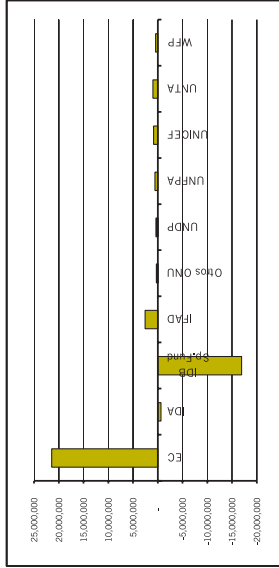 25,000,000
20,000,000
15,000,000
10,000,000
5,000,000
-
-5,000,000
-10,000,000
-15,000,000
-20,000,000
EC
IDA
IDB
Sp.Fund
IFAD
Otros ONU
UNDP
UNFPA
UNICEF
UNTA
WFP